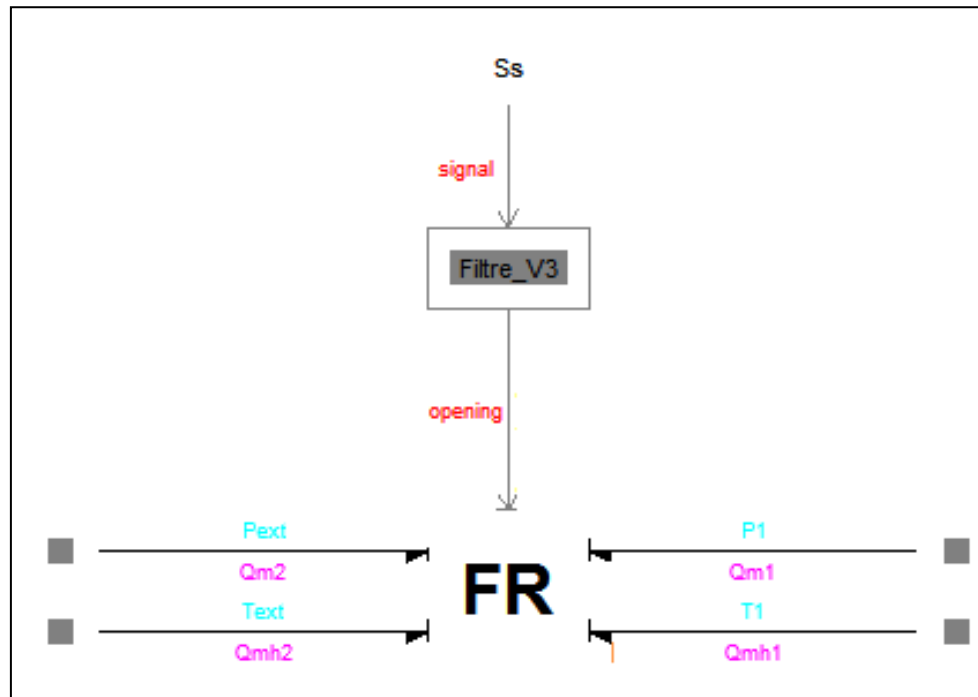 Ss
signal
Filtre_V3
opening
Pext
P1
Qm2
Qm1
FR
Text
T1
Qmh2
Qmh1